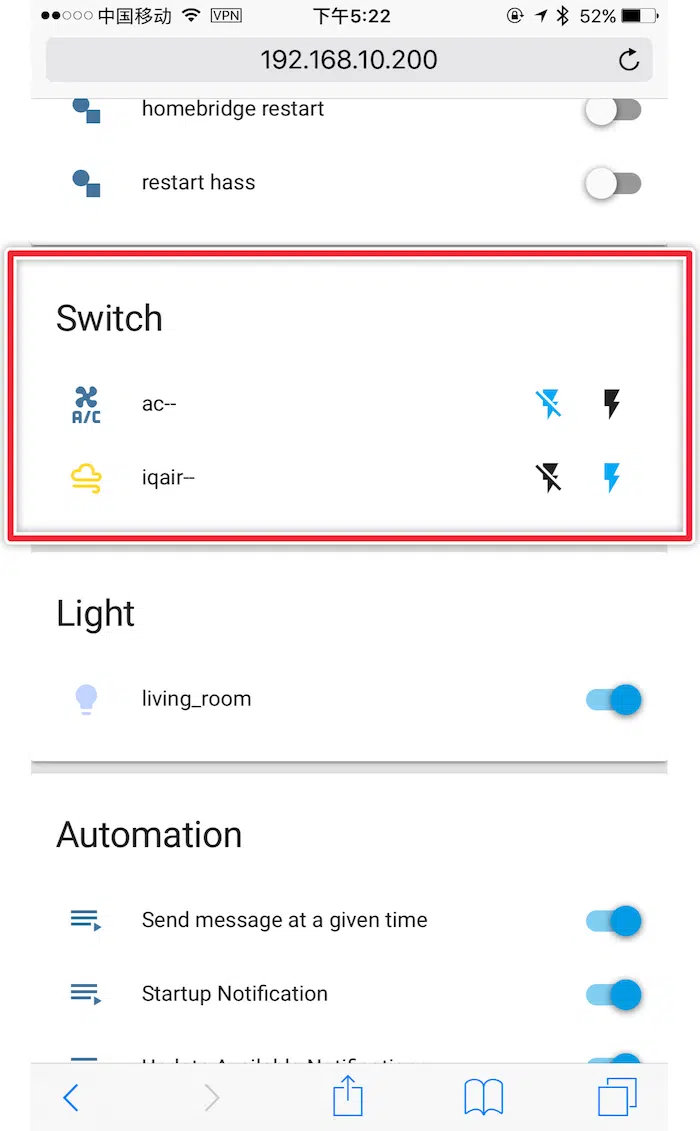 中国移动 VPN 下午5:22 52%
192.168.10.200
homebridge restart
restart hass
Switch
A/C ac--
iqair--
Light
living_room
Automation
Send message at a given time
Startup Notification